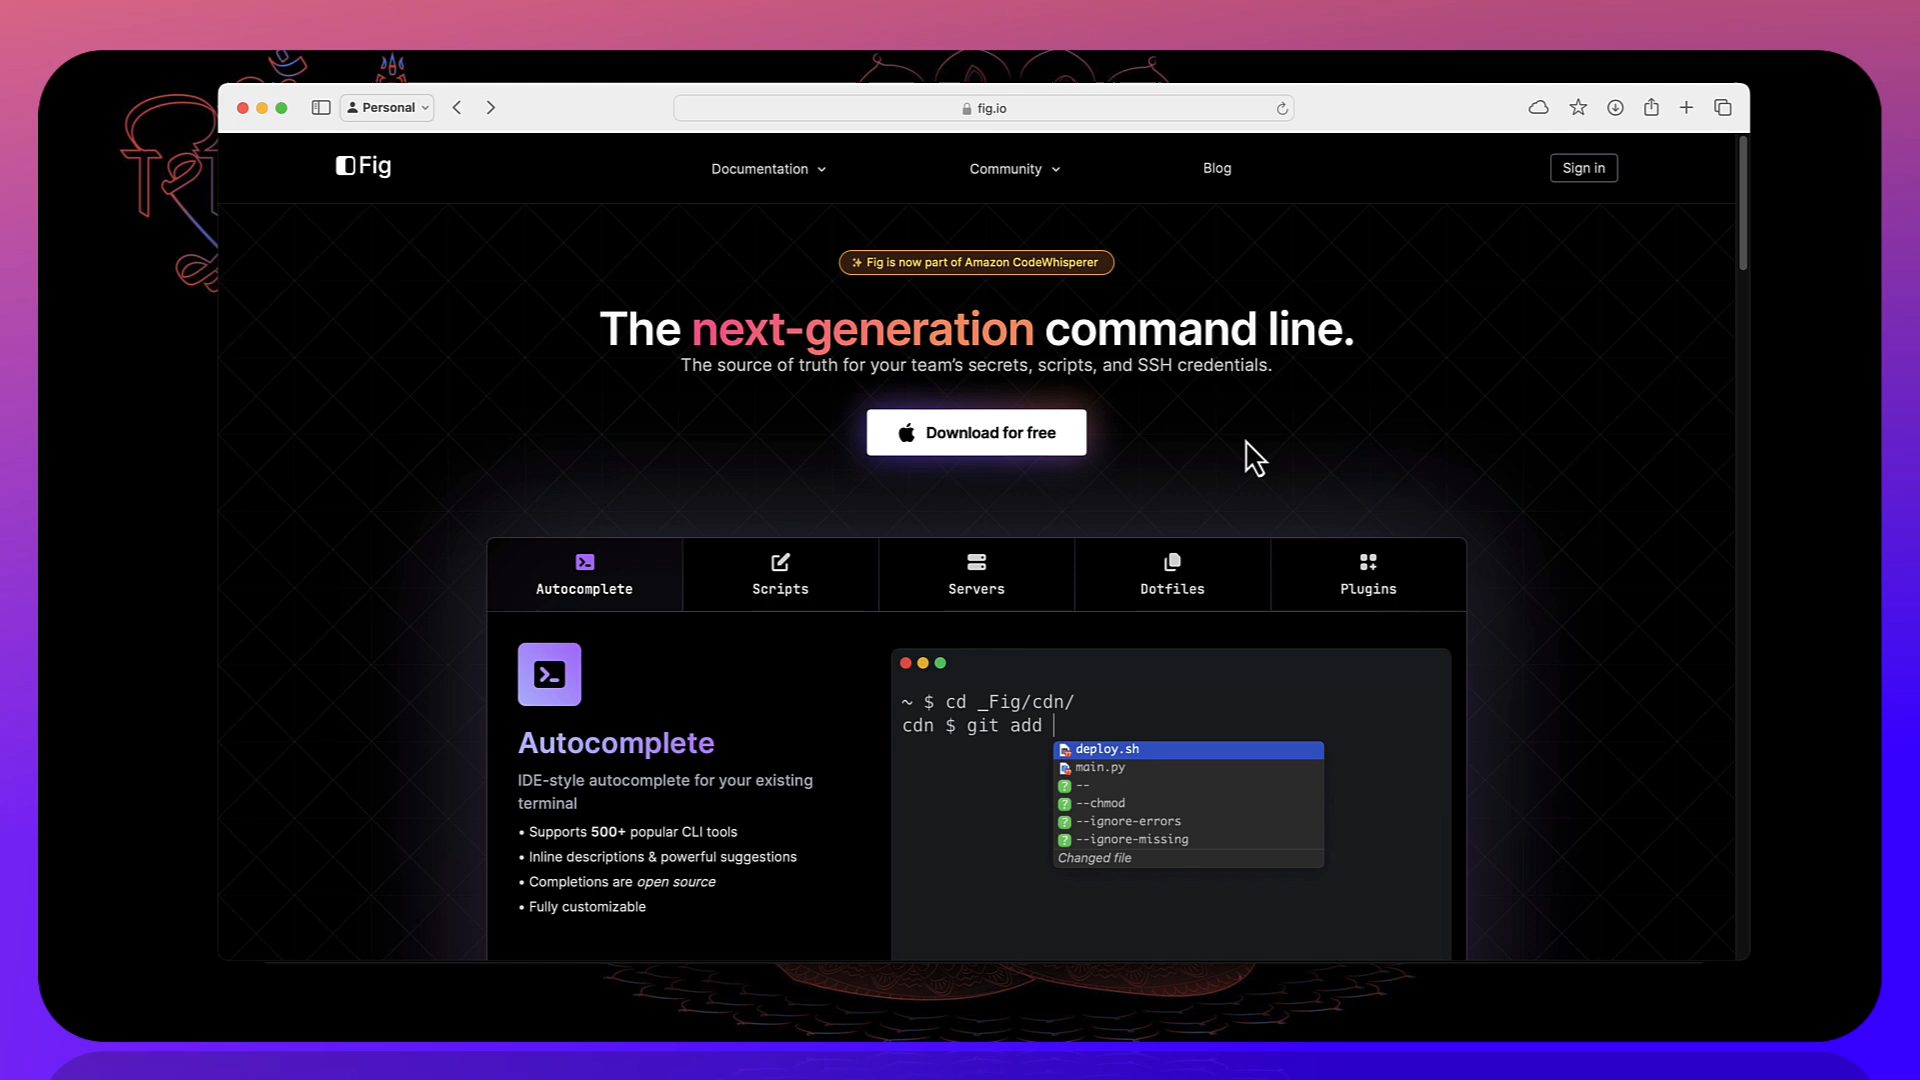 Personal
fig.io
Fig
Documentation
Community
Blog
Sign in
Fig is now part of Amazon CodeWhisperer
The next-generation command line.
The source of truth for your team’s secrets, scripts, and SSH credentials.
Download for free
Autocomplete
Scripts
Servers
Dotfiles
Plugins
Autocomplete
IDE-style autocomplete for your existing
terminal
• Supports 500+ popular CLI tools
• Inline descriptions & powerful suggestions
• Completions are open source
• Fully customizable
~ $ cd _Fig/cdn/
cdn $ git add
deploy.sh
main.py
--
--chmod
--ignore-errors
--ignore-missing
Changed file